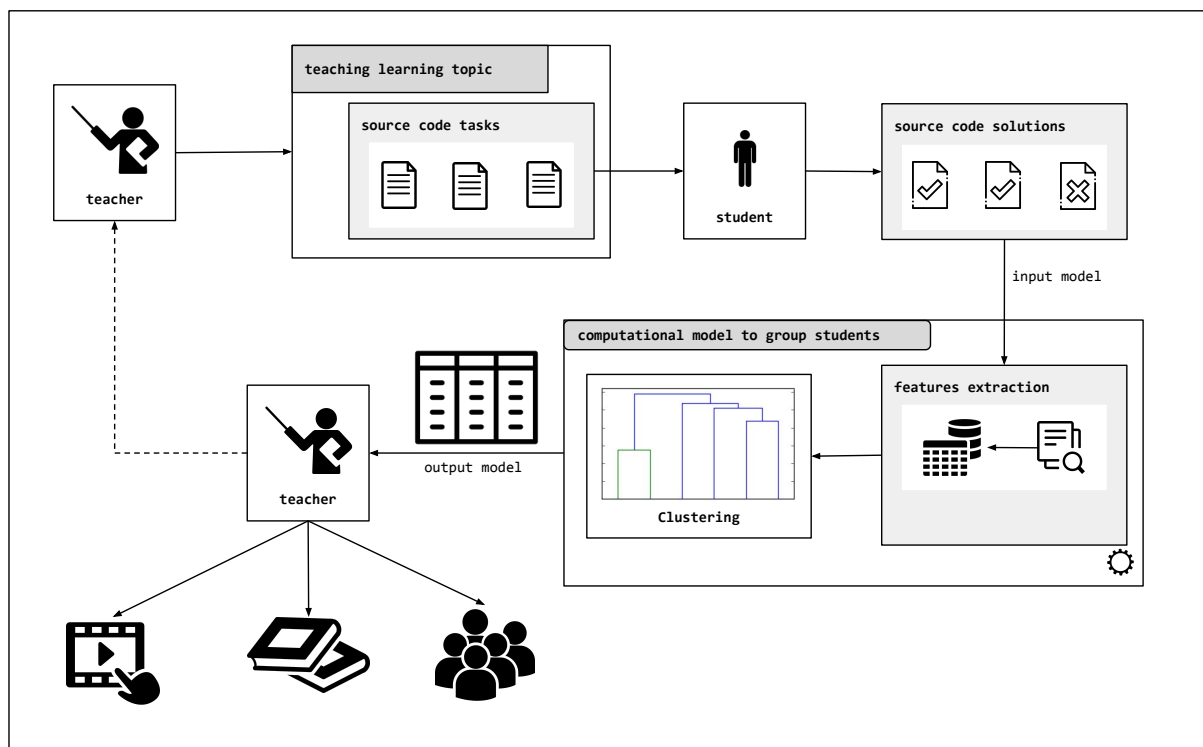 teaching learning topic
source code tasks
source code solutions
teacher
student
input model
computational model to group students
features extraction
output model
teacher
Clustering